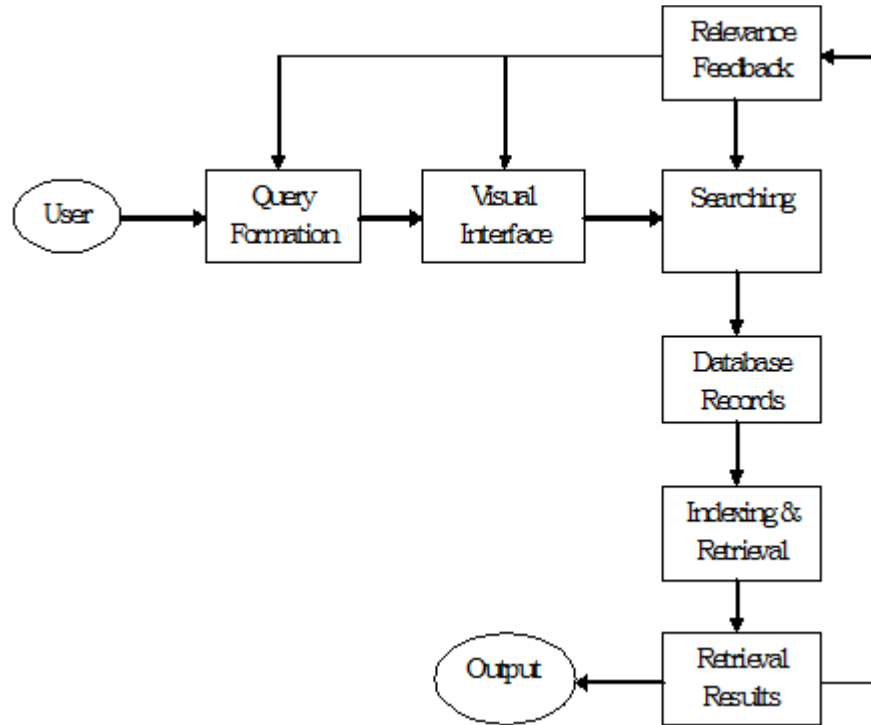 Relevance
Feedback
User
Query
Formation
Visual
Interface
Searching
Database
Records
Indexing &
Retrieval
Output
Retrieval
Results